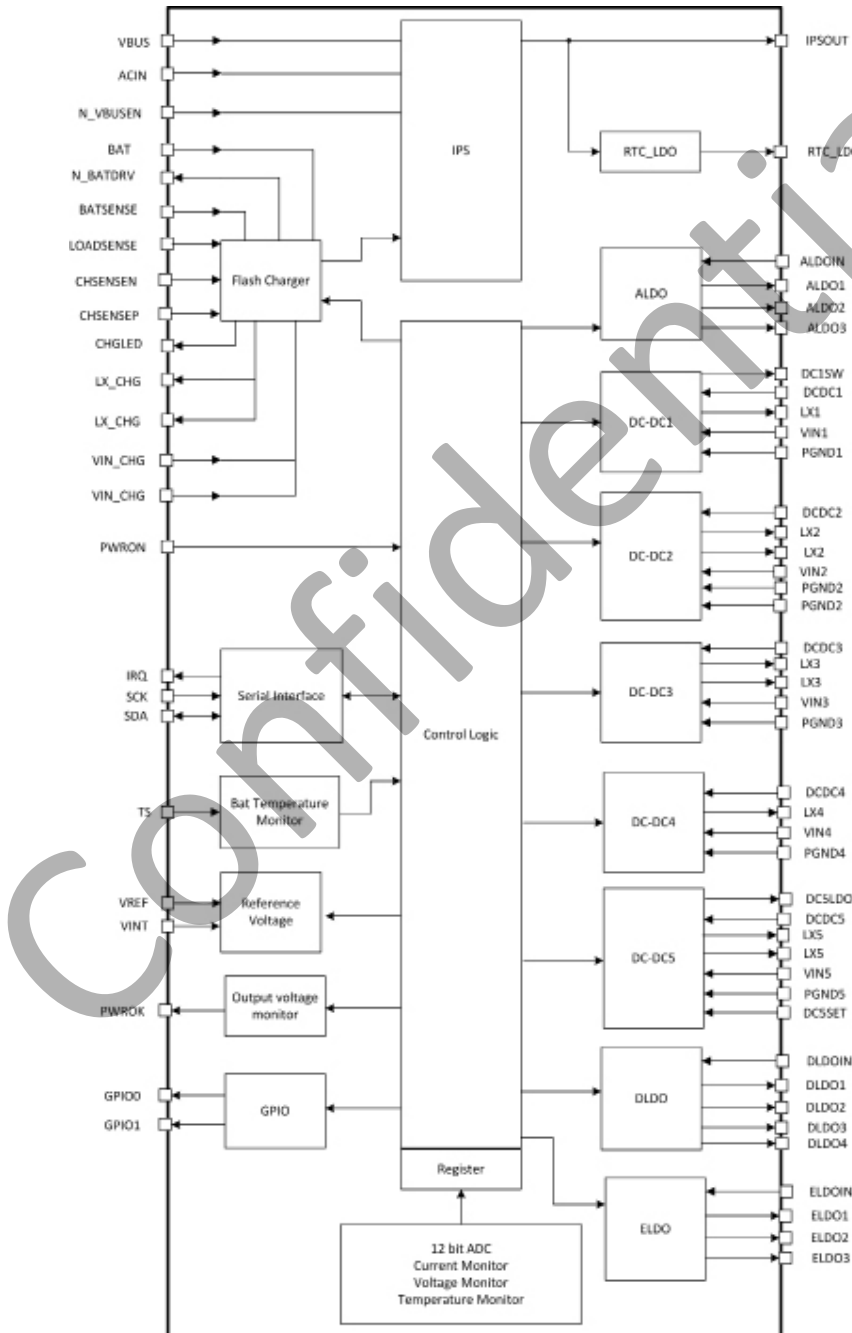 VBUS
ACIN
N_VBUSEN
BAT
N_BATDRV
BATSENSE
LOADSENSE
CHSENSEN
CHSENSEP
CHGLED
LX_CHG
LX_CHG
VIN_CHG
VIN_CHG
PWRON
IRQ
SCK
SDA
TS
VREF
VINT
PWROK
GPIO0
GPIO1
Flash Charger
Serial Interface
Bat Temperature
Monitor
Reference
Voltage
Output voltage
monitor
GPIO
IPS
Control Logic
Register
12 bit ADC
Current Monitor
Voltage Monitor
Temperature Monitor
RTC_LDO
ALDO
DC-DC1
DC-DC2
DC-DC3
DC-DC4
DC-DC5
DLDO
ELDO
IPSOUT
RTC_LD
ALDOIN
ALDO1
ALDO2
ALDO3
DC1SW
DCDC1
LX1
VIN1
PGND1
DCDC2
LX2
LX2
VIN2
PGND2
PGND2
DCDC3
LX3
LX3
VIN3
PGND3
DCDC4
LX4
VIN4
PGND4
DC5LDO
DCDC5
LX5
LX5
VIN5
PGND5
DC5SET
DLDOIN
DLDO1
DLDO2
DLDO3
DLDO4
ELDOIN
ELDO1
ELDO2
ELDO3
Confidentia